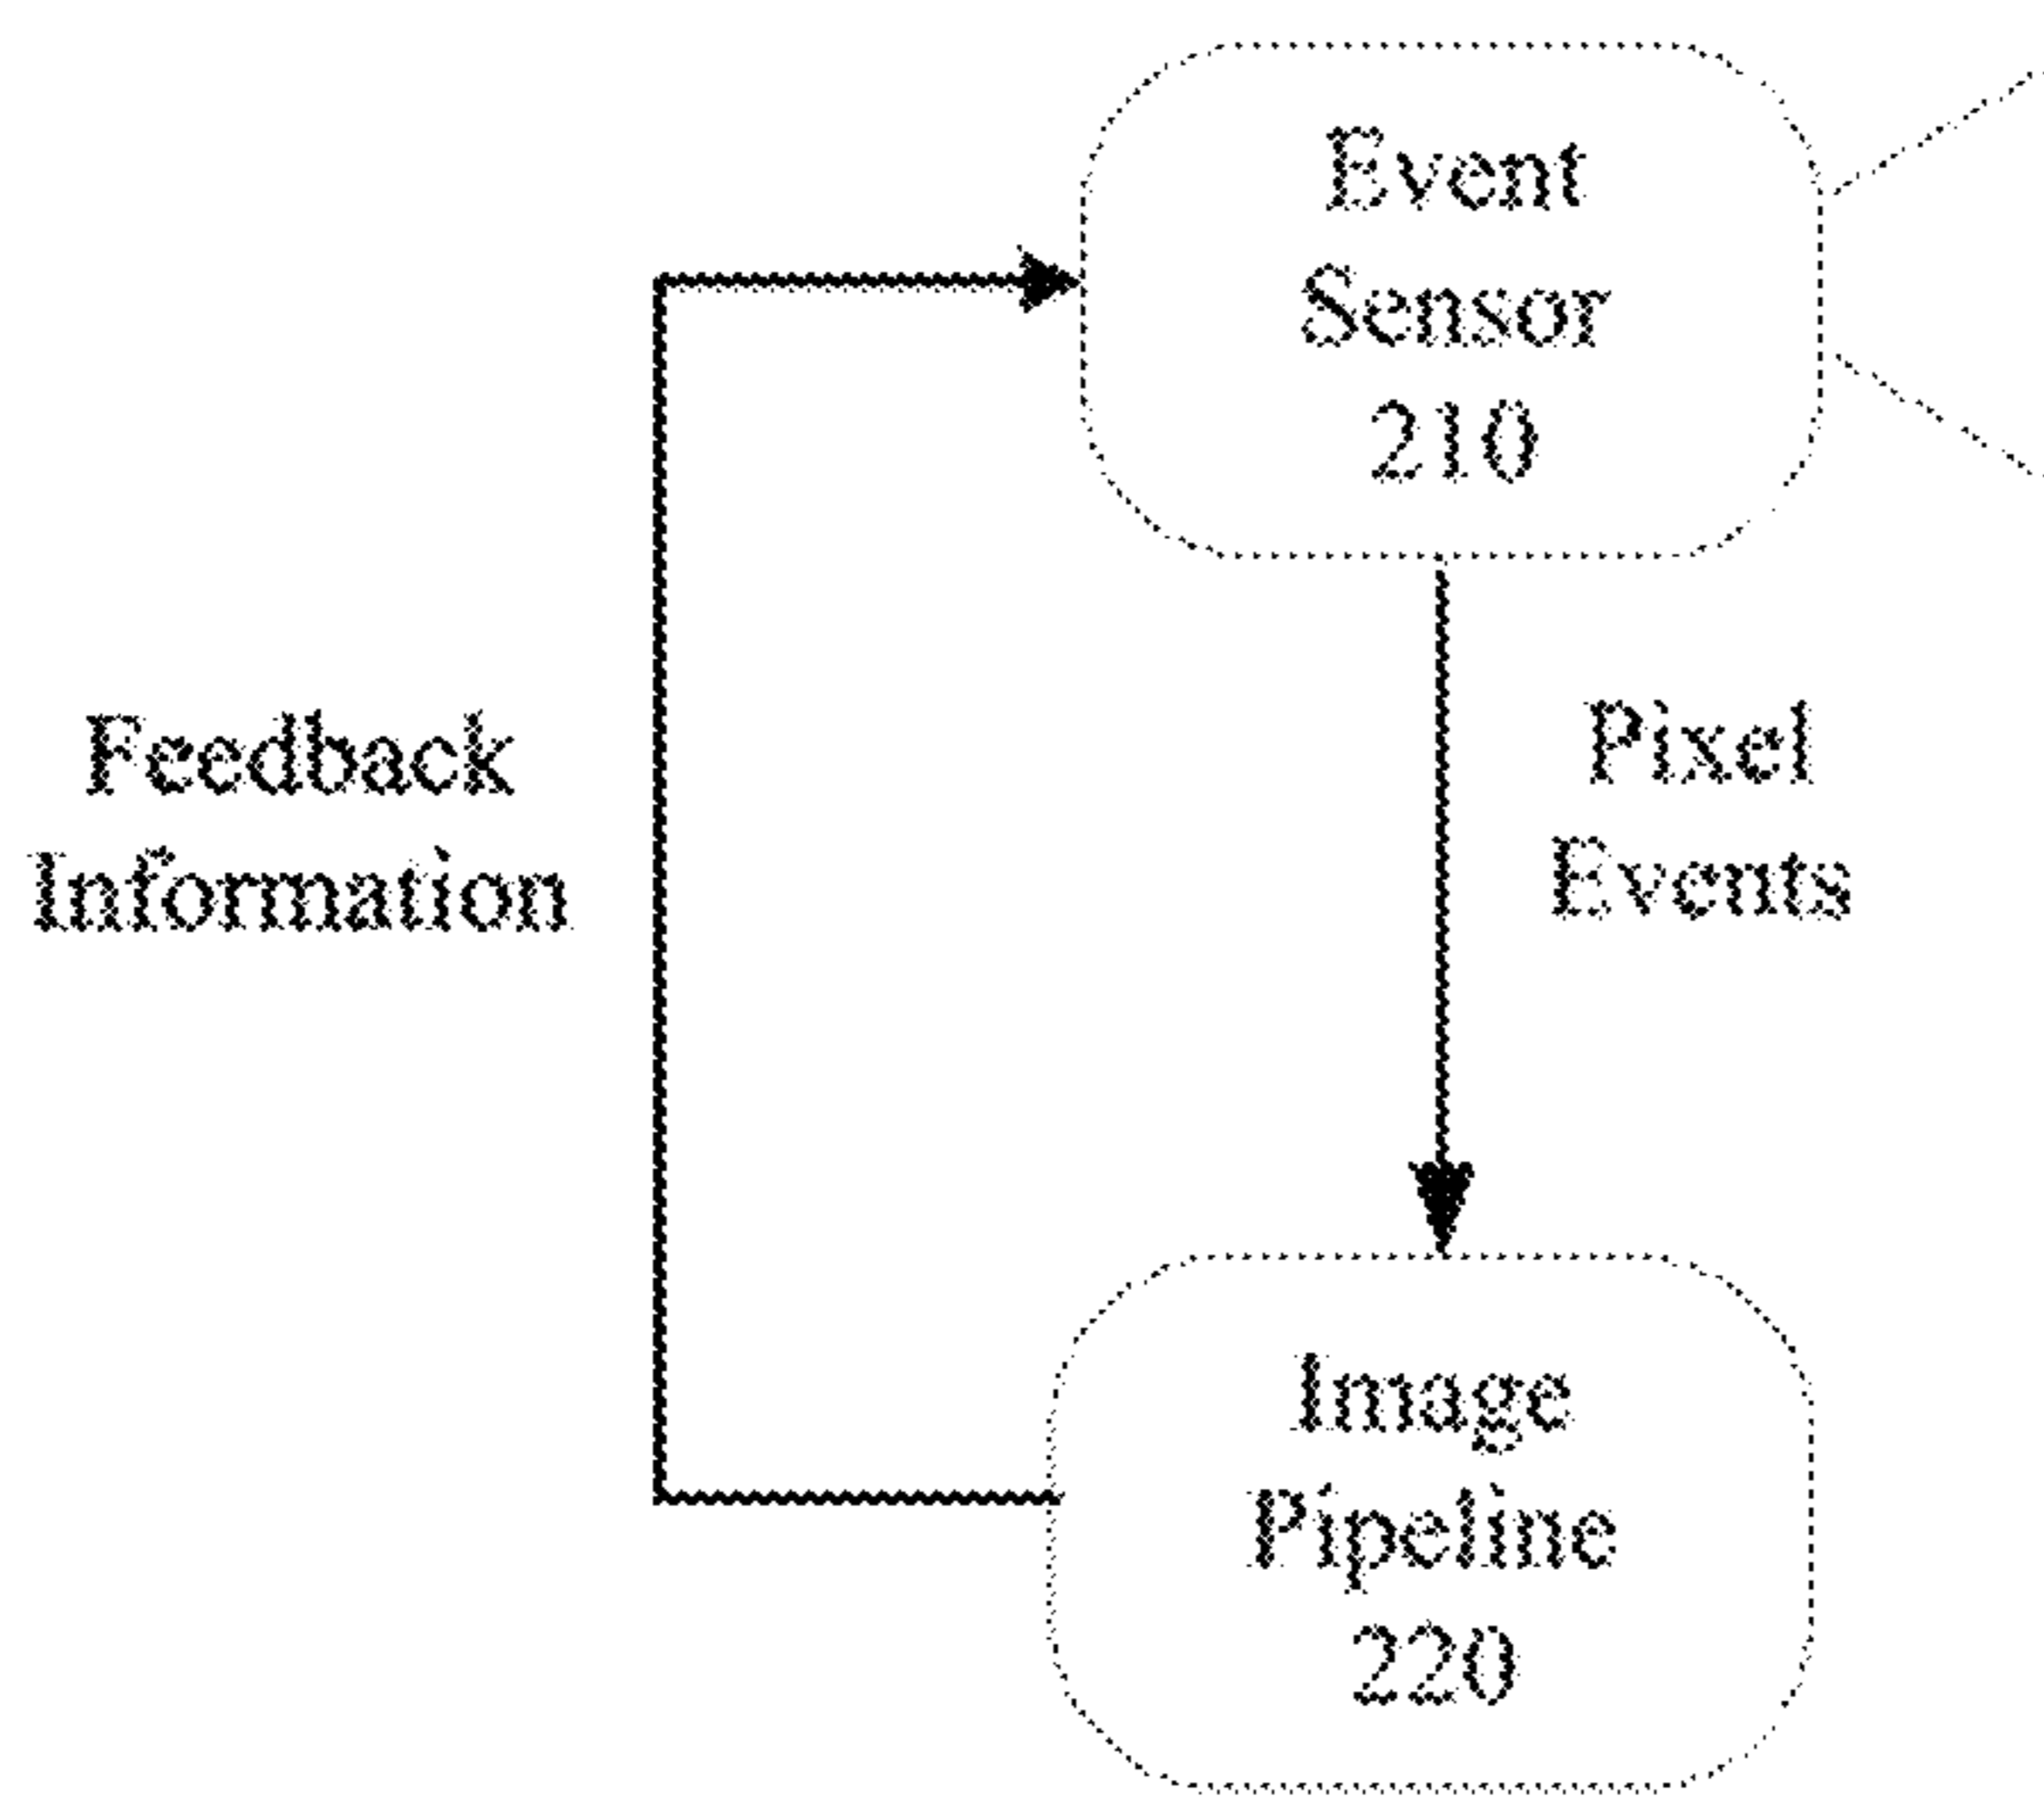 Event
Sensor
210
Feedback
Information
Pixel
Events
Image
Pipeline
220